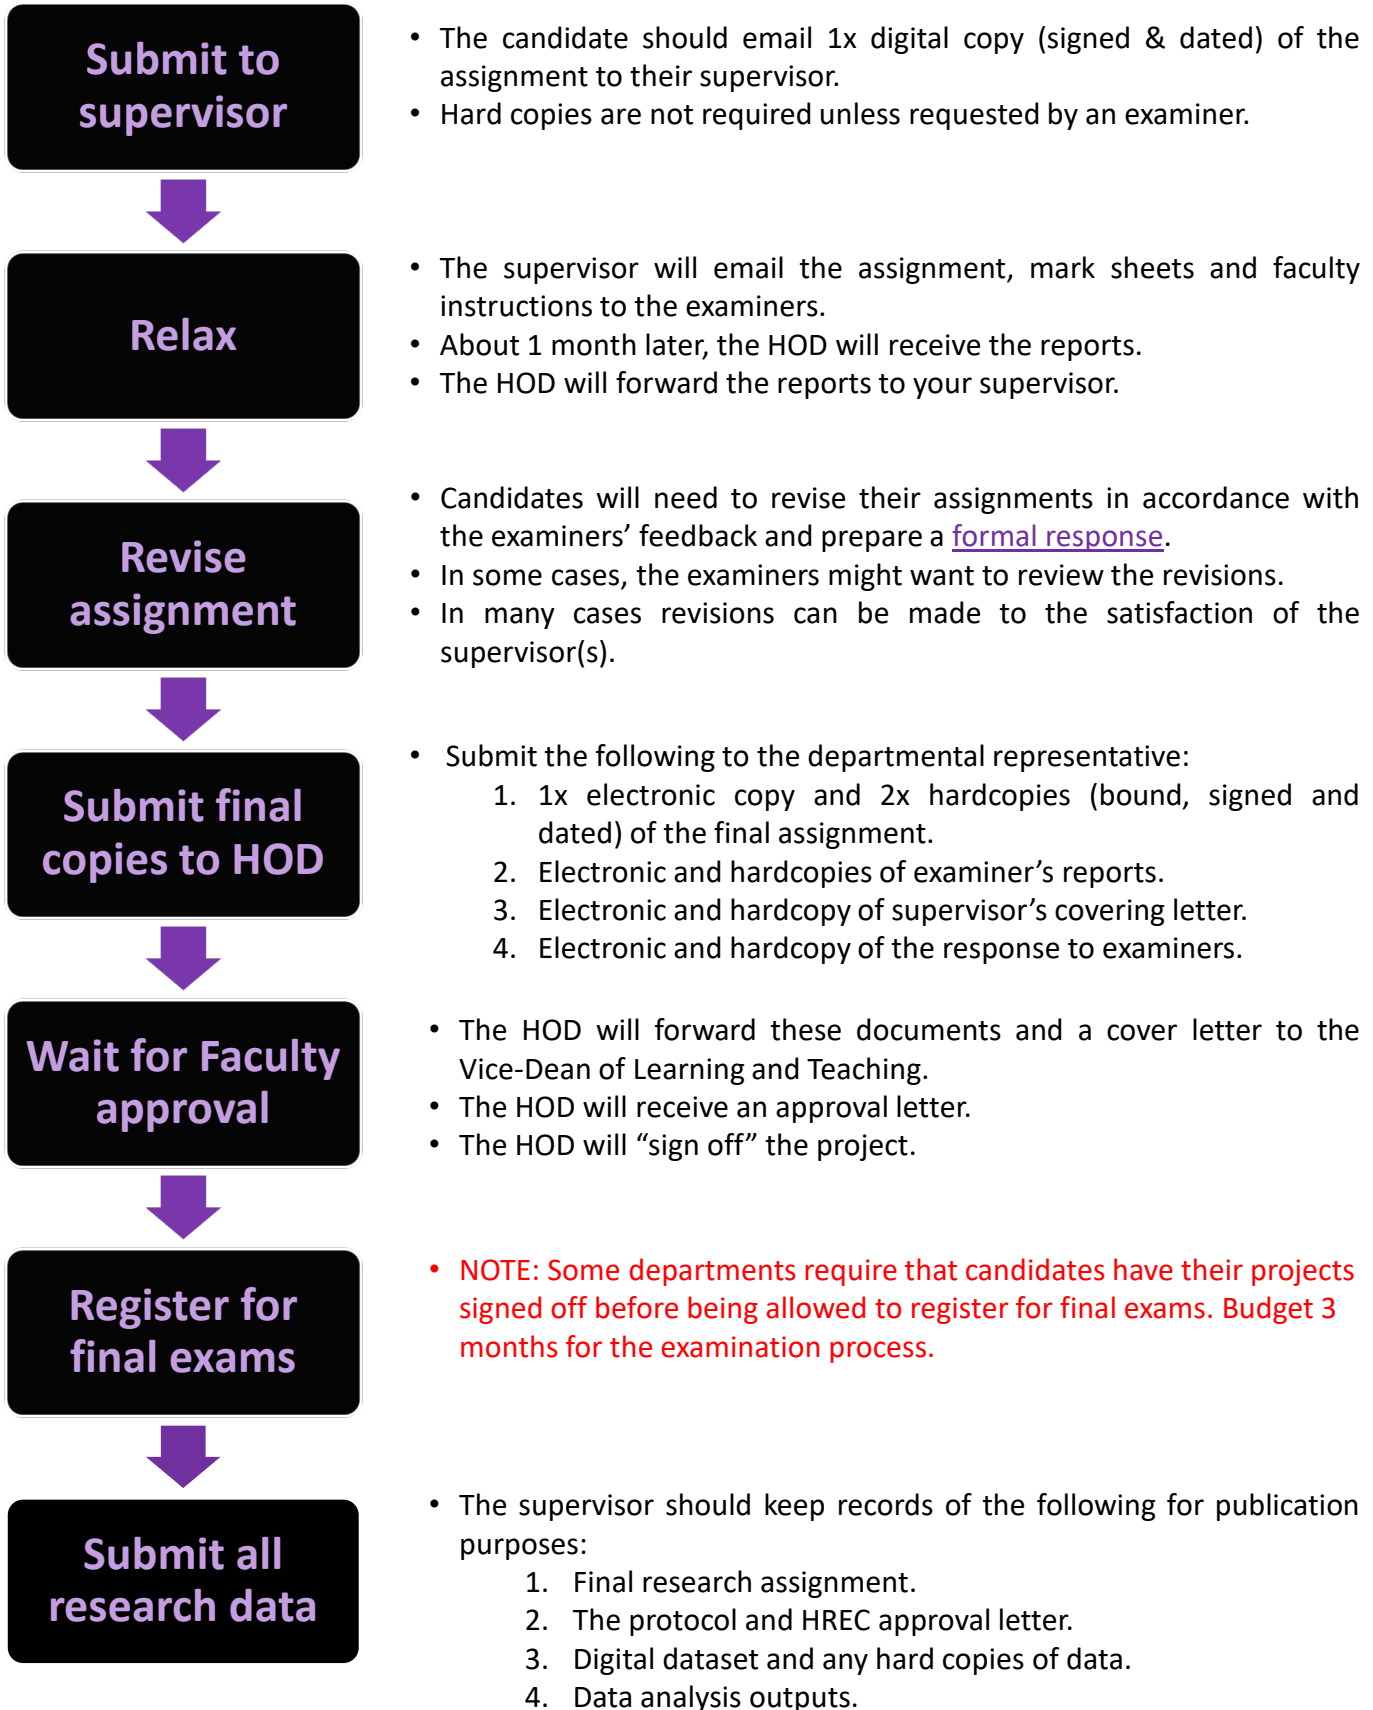 Submit to
supervisor
• The candidate should email 1x digital copy (signed & dated) of the
assignment to their supervisor.
• Hard copies are not required unless requested by an examiner.
Relax
• The supervisor will email the assignment, mark sheets and faculty
instructions to the examiners.
• About 1 month later, the HOD will receive the reports.
• The HOD will forward the reports to your supervisor.
Revise
assignment
• Candidates will need to revise their assignments in accordance with
the examiners’ feedback and prepare a formal response.
• In some cases, the examiners might want to review the revisions.
• In many cases revisions can be made to the satisfaction of the
supervisor(s).
Submit final
copies to HOD
• Submit the following to the departmental representative:
1. 1x electronic copy and 2x hardcopies (bound, signed and
dated) of the final assignment.
2. Electronic and hardcopies of examiner’s reports.
3. Electronic and hardcopy of supervisor’s covering letter.
4. Electronic and hardcopy of the response to examiners.
Wait for Faculty
approval
• The HOD will forward these documents and a cover letter to the
Vice-Dean of Learning and Teaching.
• The HOD will receive an approval letter.
• The HOD will “sign off” the project.
Register for
final exams
• NOTE: Some departments require that candidates have their projects
signed off before being allowed to register for final exams. Budget 3
months for the examination process.
Submit all
research data
• The supervisor should keep records of the following for publication
purposes:
1. Final research assignment.
2. The protocol and HREC approval letter.
3. Digital dataset and any hard copies of data.
4. Data analysis outputs.